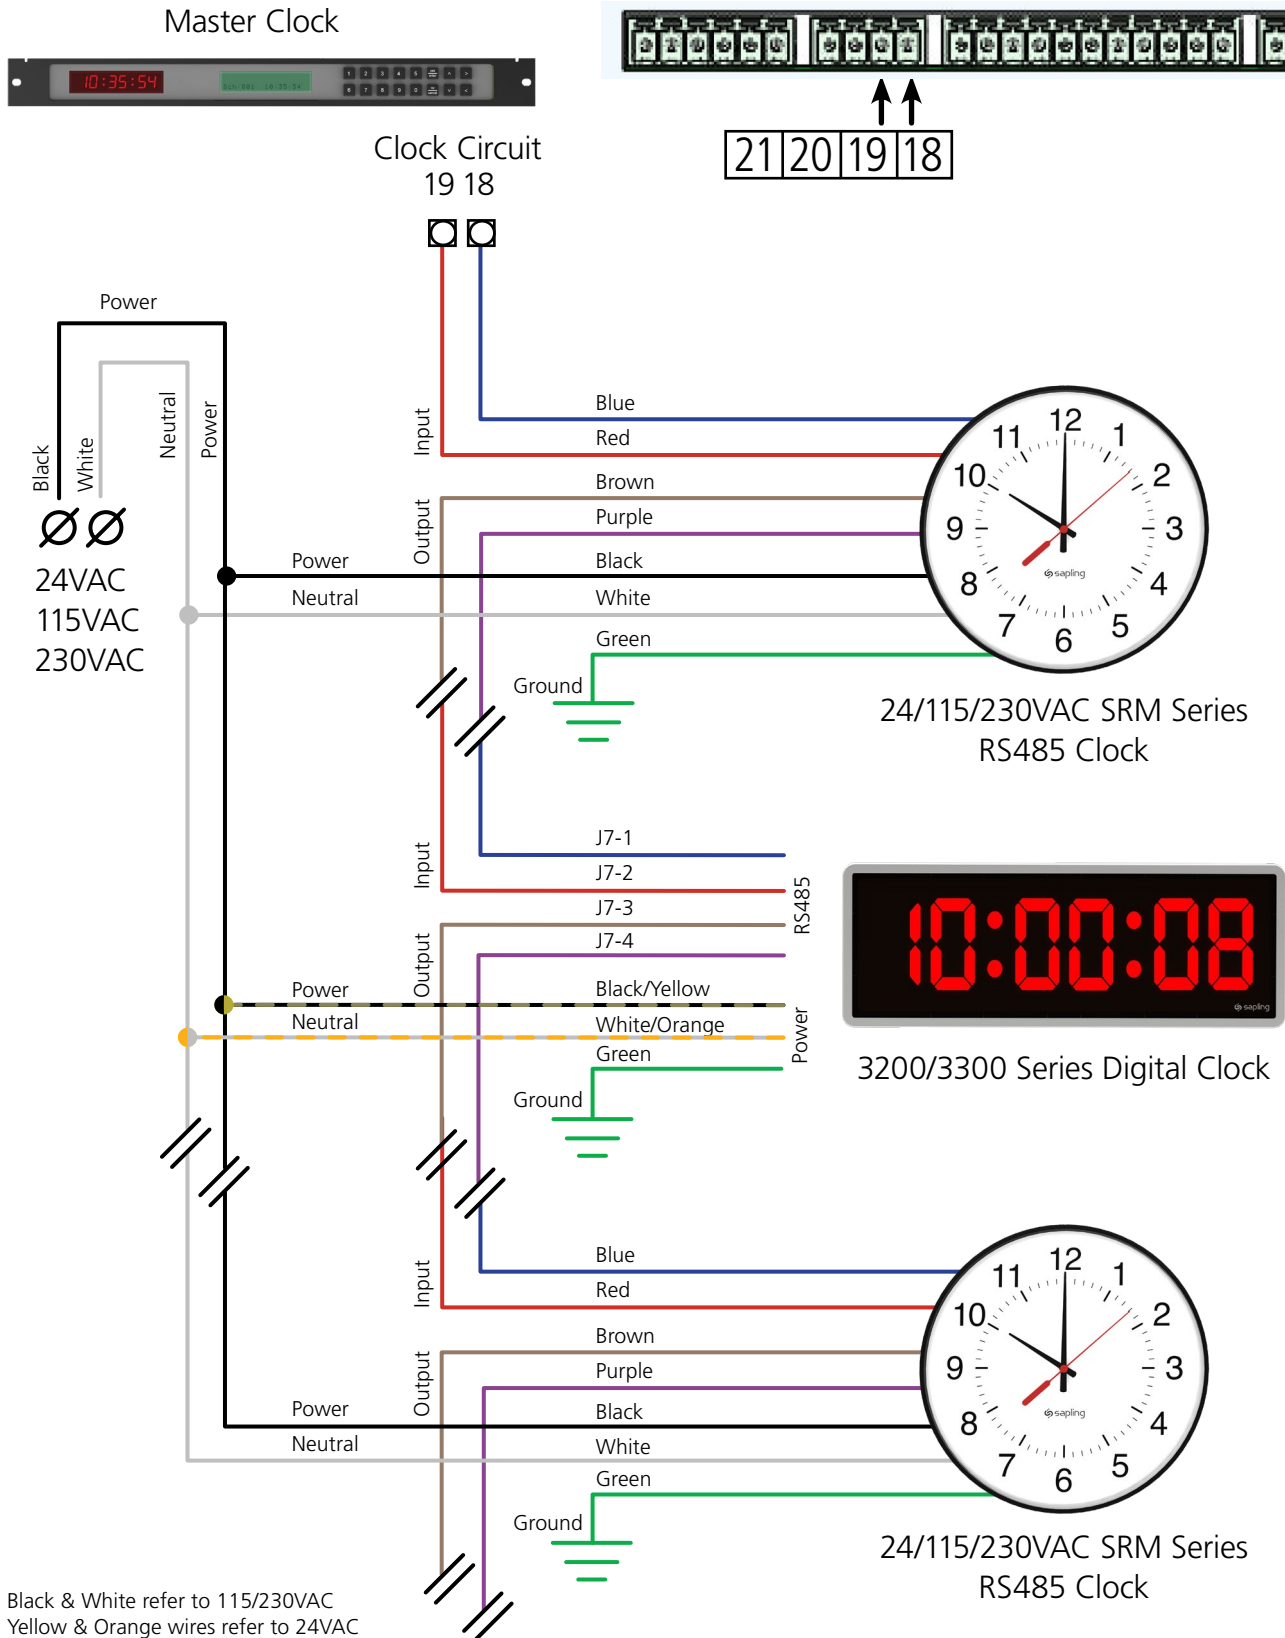 Master Clock
10:35:54
21 20 19 18
Clock Circuit
19 18
Power
Black
White
Neutral
Power
24VAC
115VAC
230VAC
Input
Blue
Red
Output
Brown
Purple
Power
Black
Neutral
White
Green
Ground
12
1
2
3
4
5
6
7
8
9
10
11
sapling
24/115/230VAC SRM Series
RS485 Clock
Input
J7-1
J7-2
J7-3
J7-4
Output
RS485
Power
Black/Yellow
Neutral
White/Orange
Green
Power
Ground
10:00:08
sapling
3200/3300 Series Digital Clock
Input
Blue
Red
Output
Brown
Purple
Power
Black
Neutral
White
Green
Ground
12
1
2
3
4
5
6
7
8
9
10
11
sapling
24/115/230VAC SRM Series
RS485 Clock
Black & White refer to 115/230VAC
Yellow & Orange wires refer to 24VAC